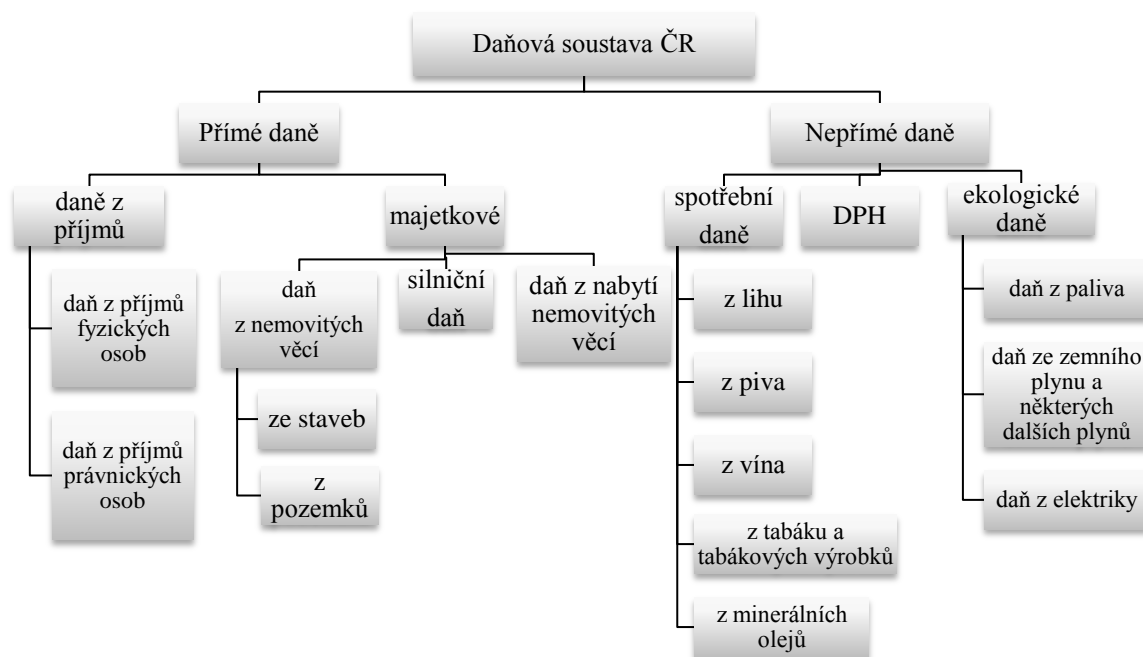 Daňová soustava ČR
Přímé daně
Nepřímé daně
daně z
příjmů
majetkové
spotřební
daně
DPH
ekologické
daně
daň z příjmů
fyzických
osob
daň z příjmů
právnických
osob
daň
z nemovitých
věcí
silniční
daň
daň z nabytí
nemovitých
věcí
ze staveb
z
pozemků
z lihu
z piva
z vína
z tabáku a
tabákových výrobků
z minerálních
olejů
daň z paliva
daň ze zemního
plynu a
některých
dalších plynů
daň z elektriky